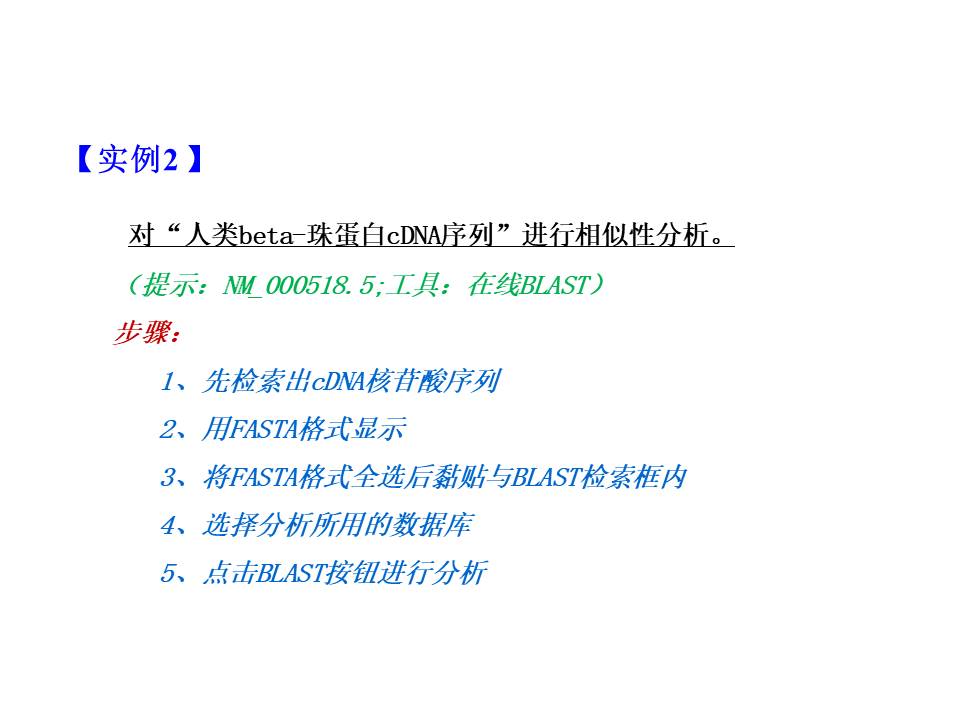 【实例2】
对“人类beta-珠蛋白cDNA序列”进行相似性分析。
（提示：NM_000518.5;工具：在线BLAST）
步骤：
1、先检索出cDNA核苷酸序列
2、用FASTA格式显示
3、将FASTA格式全选后黏贴与BLAST检索框内
4、选择分析所用的数据库
5、点击BLAST按钮进行分析